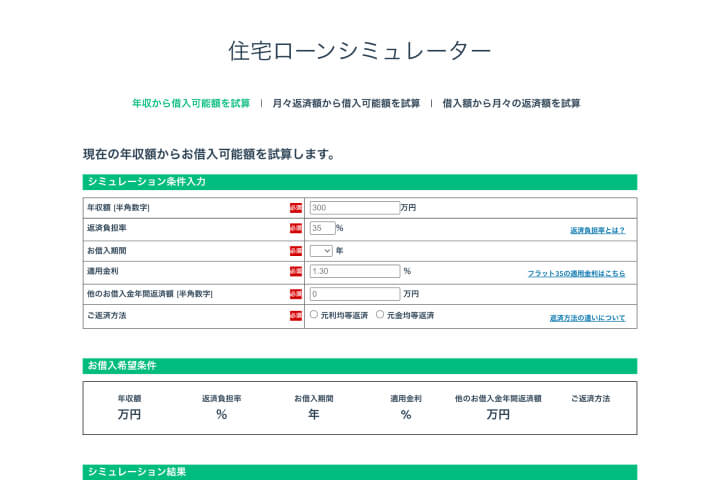 住宅ローンシミュレーター
年収から借入可能額を試算 | 月々返済額から借入可能額を試算 | 借入額から月々の返済額を試算
現在の年収額からお借入可能額を試算します。
シミュレーション条件入力
年収額 [半角数字] 必須 300 万円
返済負担率 必須 35 % 返済負担率とは？
お借入期間 必須 年
適用金利 必須 1.30 % フラット35の適用金利はこちら
他のお借入金年間返済額 [半角数字] 必須 0 万円
ご返済方法 必須 元利均等返済 元金均等返済 返済方法の違いについて
お借入希望条件
年収額 返済負担率 お借入期間 適用金利 他のお借入金年間返済額 ご返済方法
万円 % 年 % 万円
シミュレーション結果